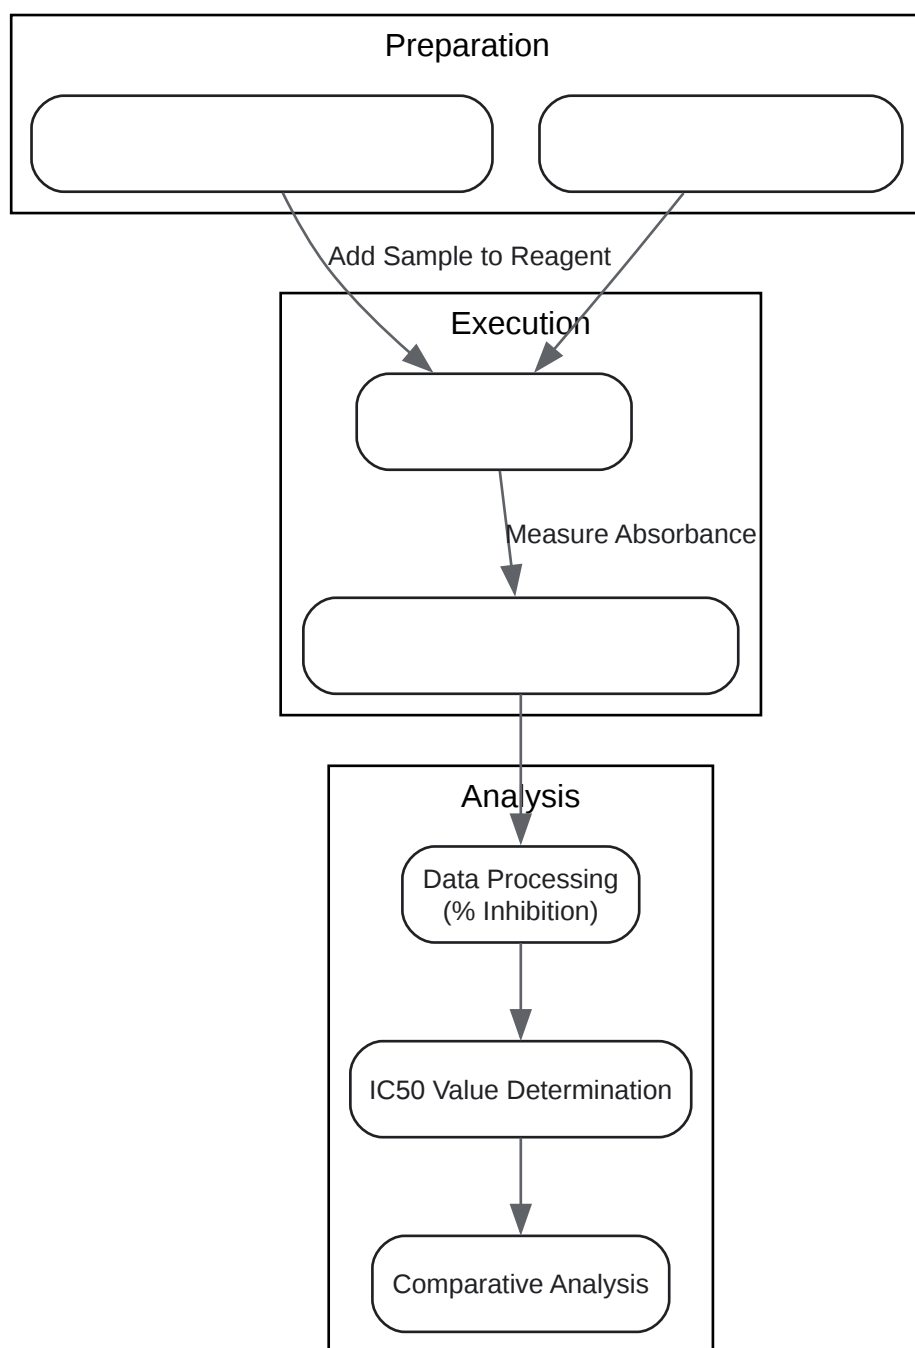 Preparation
Add Sample to Reagent
Execution
Measure Absorbance
Analysis
Data Processing
(% Inhibition)
IC50 Value Determination
Comparative Analysis